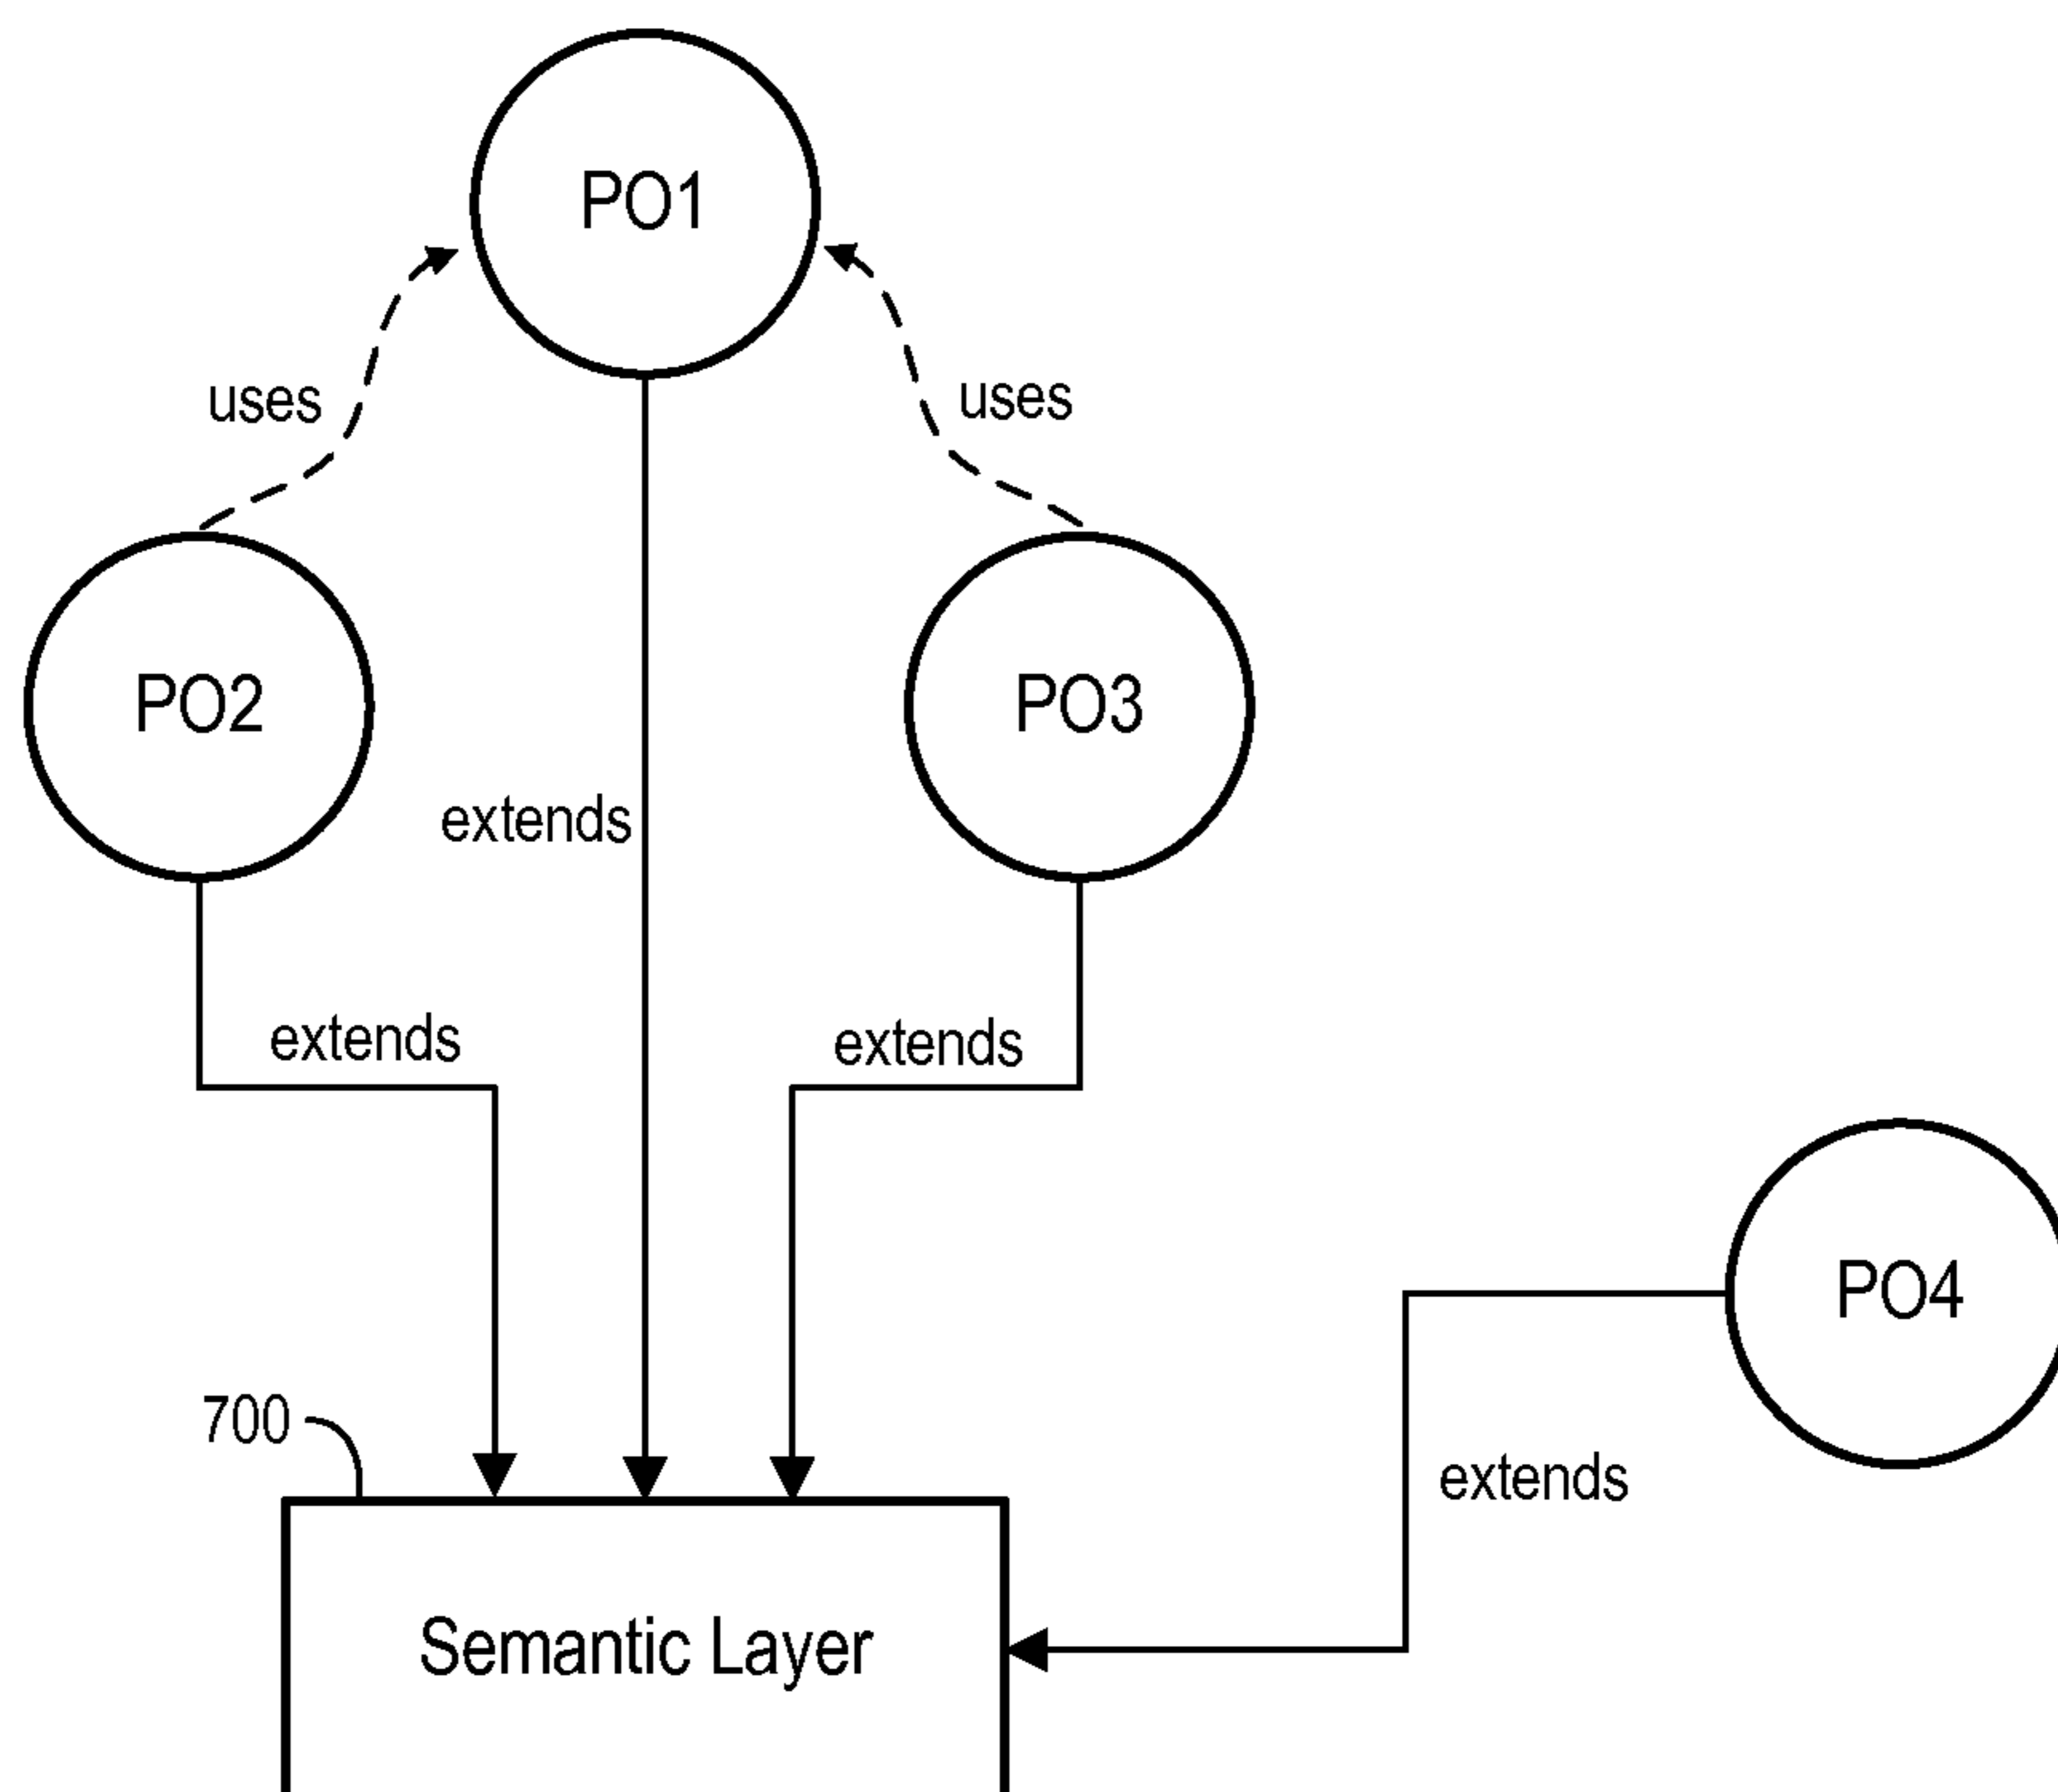 PO1
uses
uses
PO2
PO3
extends
extends
extends
PO4
700
extends
Semantic Layer